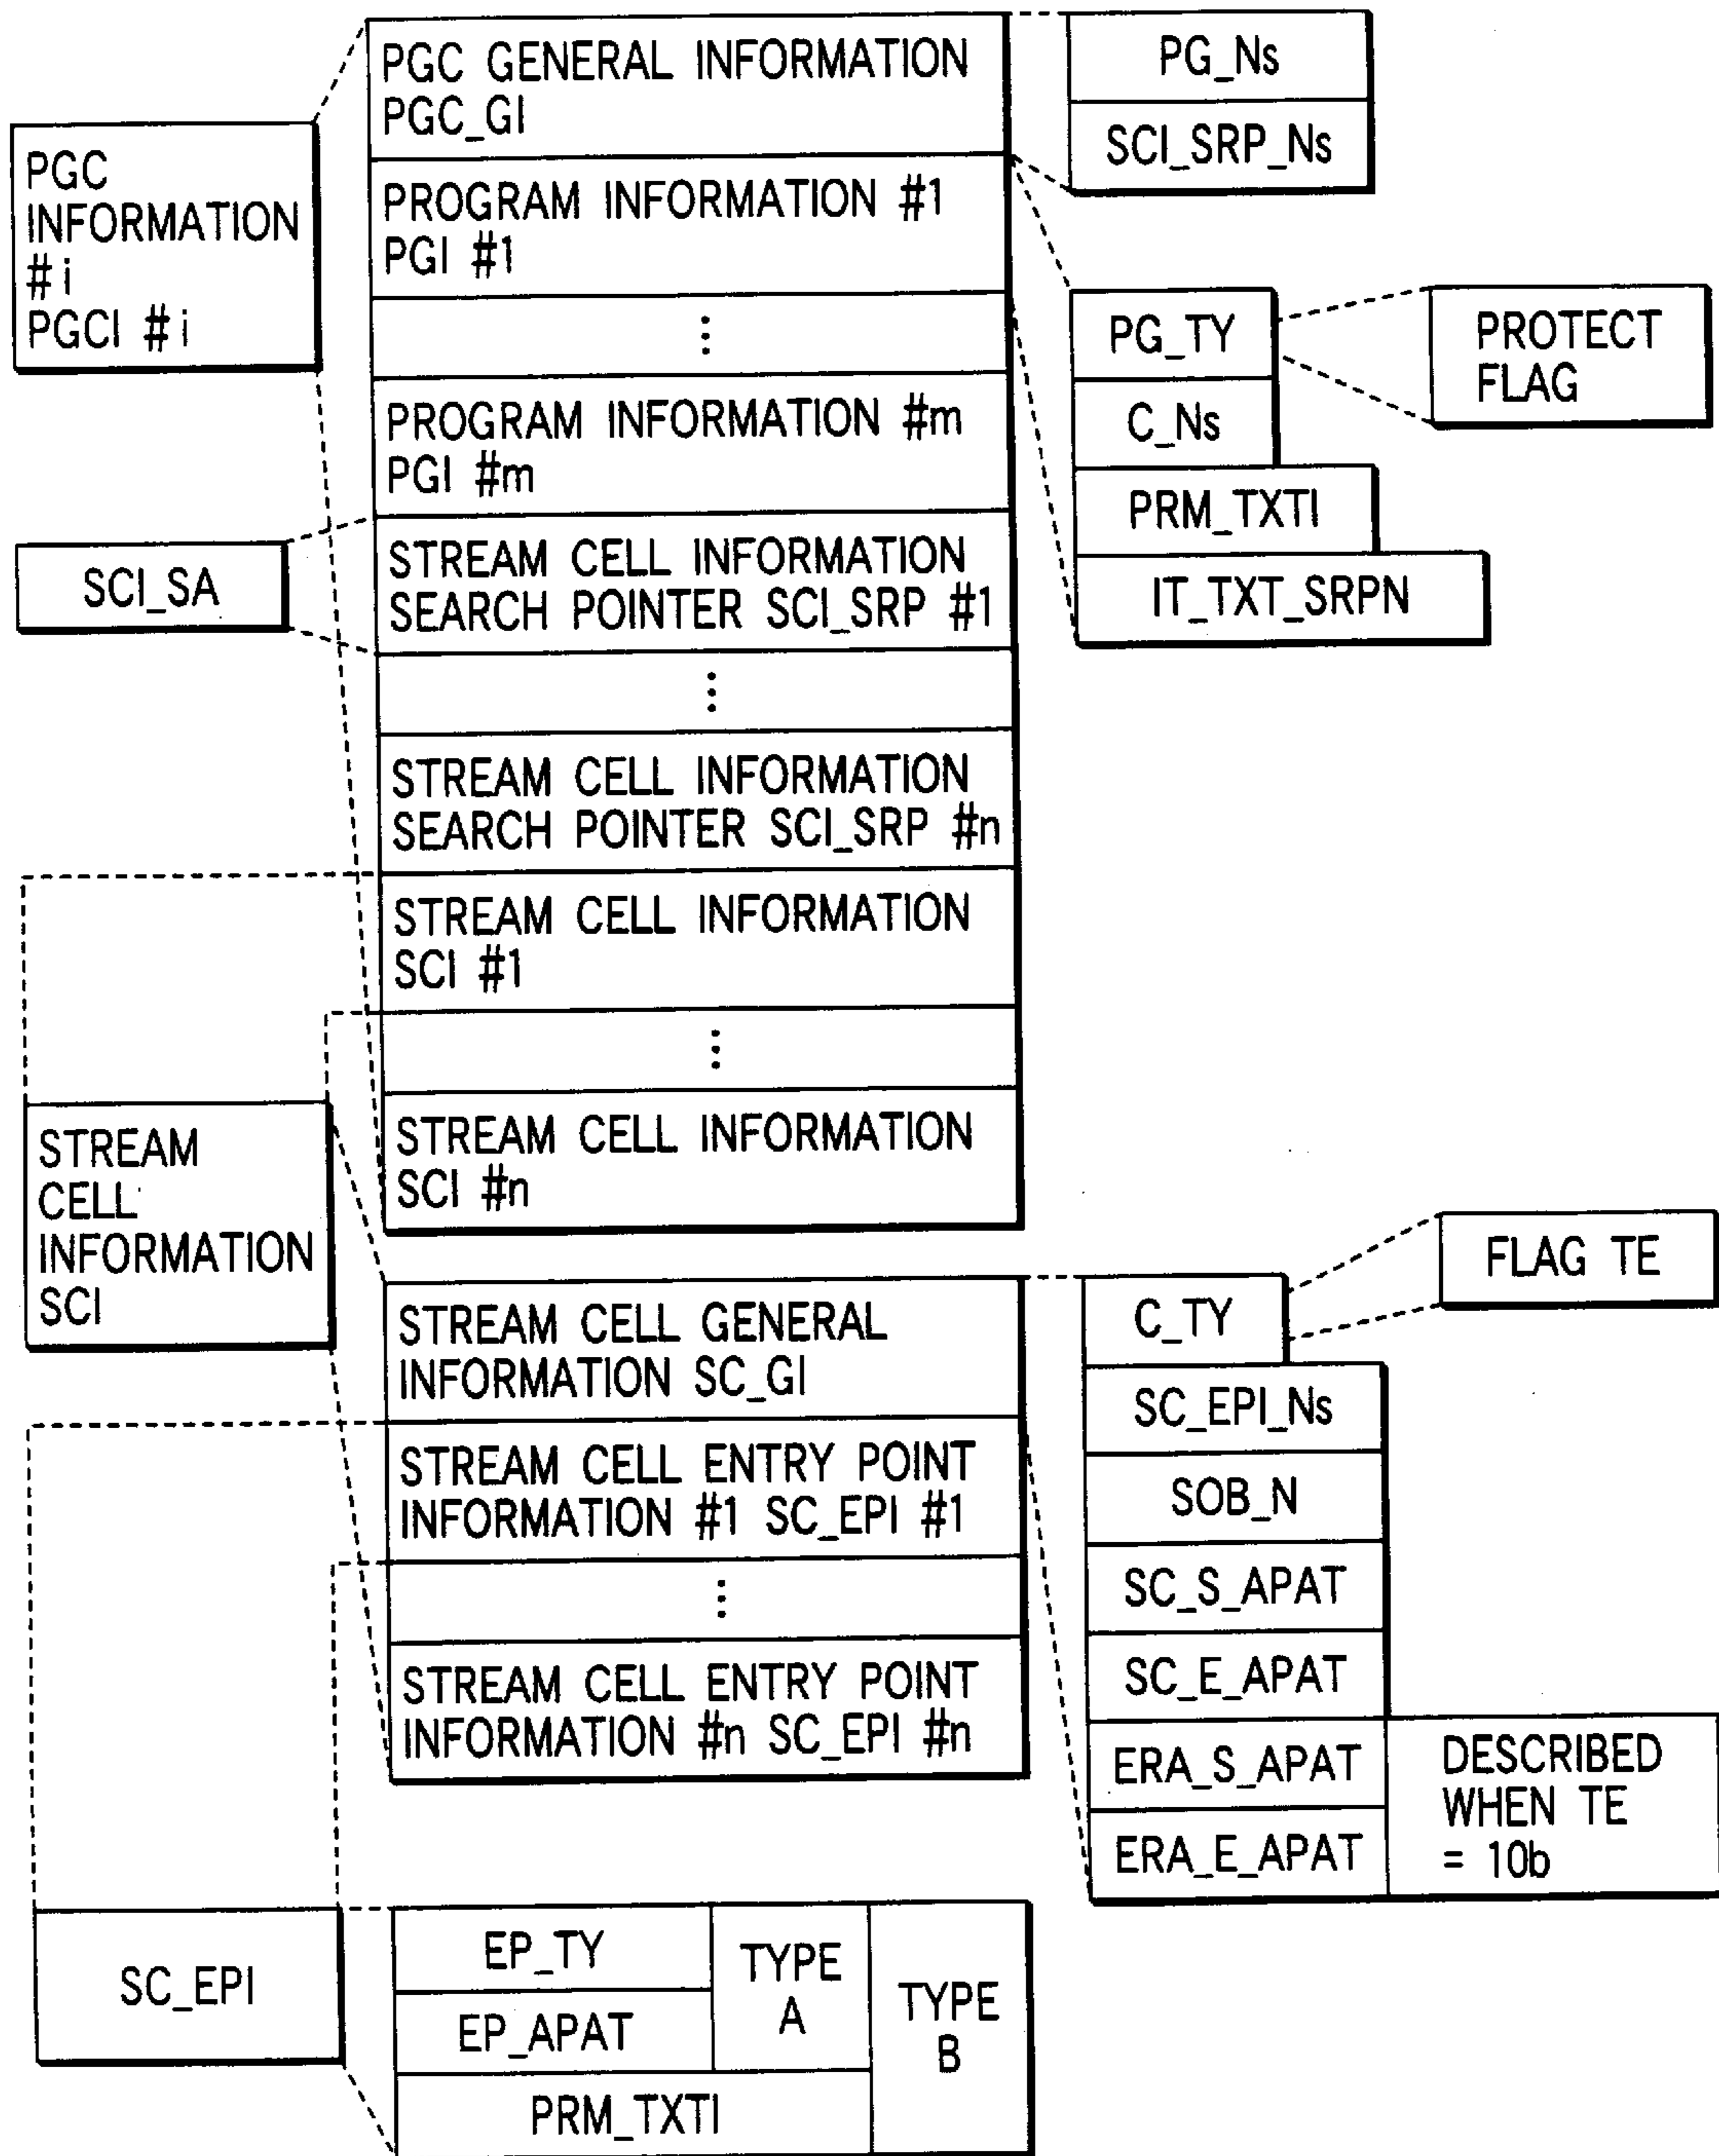 PGC GENERAL INFORMATION
PGC_GI
PG_Ns
SCI_SRP_Ns
PGC
INFORMATION
#i
PGCI #i
PROGRAM INFORMATION #1
PGI #1
⋮
PROGRAM INFORMATION #m
PGI #m
PG_TY
PROTECT
FLAG
C_Ns
PRM_TXTI
IT_TXT_SRPN
SCI_SA
STREAM CELL INFORMATION
SEARCH POINTER SCI_SRP #1
⋮
STREAM CELL INFORMATION
SEARCH POINTER SCI_SRP #n
STREAM CELL INFORMATION
SCI #1
⋮
STREAM CELL INFORMATION
SCI #n
STREAM
CELL
INFORMATION
SCI
STREAM CELL GENERAL
INFORMATION SC_GI
STREAM CELL ENTRY POINT
INFORMATION #1 SC_EPI #1
⋮
STREAM CELL ENTRY POINT
INFORMATION #n SC_EPI #n
C_TY
FLAG TE
SC_EPI_Ns
SOB_N
SC_S_APAT
SC_E_APAT
ERA_S_APAT
ERA_E_APAT
DESCRIBED
WHEN TE
= 10b
SC_EPI
EP_TY
EP_APAT
TYPE
A
TYPE
B
PRM_TXTI